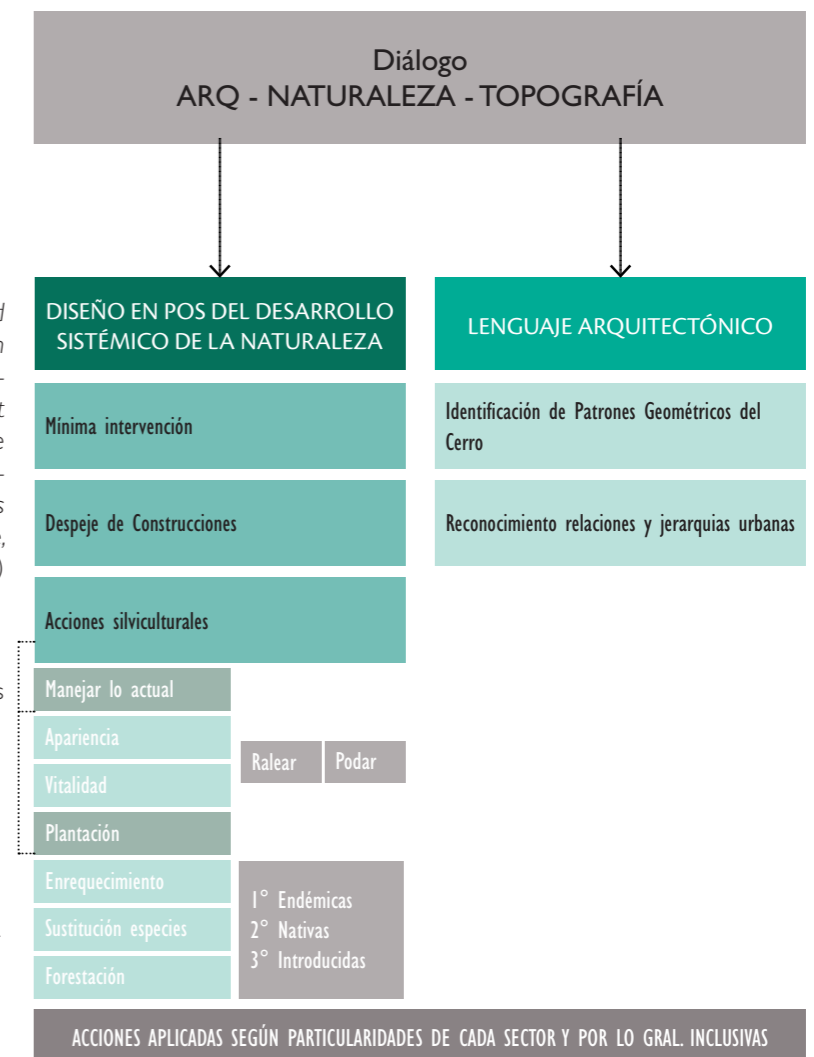 Diálogo
ARQ - NATURALEZA - TOPOGRAFÍA
DISEÑO EN POS DEL DESARROLLO
SISTÉMICO DE LA NATURALEZA
Mínima intervención
Despeje de Construcciones
Acciones silviculturales
Manejar lo actual
Apariencia
Vitalidad
Ralear
Podar
Plantación
Enrequecimiento
Sustitución especies
Forestación
1° Endémicas
2° Nativas
3° Introducidas
LENGUAJE ARQUITECTÓNICO
Identificación de Patrones Geométricos del
Cerro
Reconocimiento relaciones y jerarquias urbanas
ACCIONES APLICADAS SEGÚN PARTICULARIDADES DE CADA SECTOR Y POR LO GRAL. INCLUSIVAS